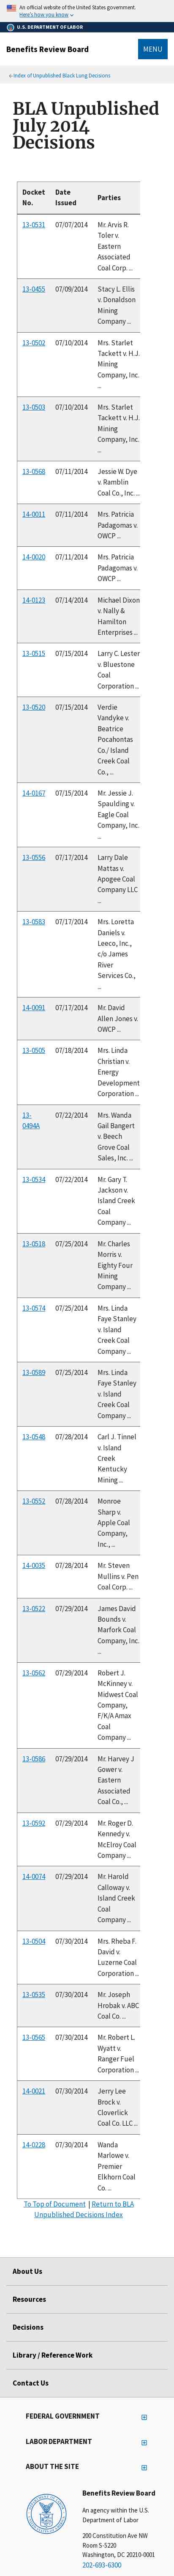 An official website of the United States government.
Here's how you know
U.S. DEPARTMENT OF LABOR
Benefits Review Board
MENU
« Index of Unpublished Black Lung Decisions
BLA Unpublished
July 2014
Decisions
Docket No. Date Issued Parties
13-0531 07/07/2014 Mr. Arvis R.
Toler v.
Eastern
Associated
Coal Corp. ...
13-0455 07/09/2014 Stacy L. Ellis
v. Donaldson
Mining
Company ...
13-0502 07/10/2014 Mrs. Starlet
Tackett v. H.J.
Mining
Company, Inc.
...
13-0503 07/10/2014 Mrs. Starlet
Tackett v. H.J.
Mining
Company, Inc.
...
13-0568 07/11/2014 Jessie W. Dye
v. Ramblin
Coal Co., Inc. ...
14-0011 07/11/2014 Mrs. Patricia
Padagomas v.
OWCP ...
14-0020 07/11/2014 Mrs. Patricia
Padagomas v.
OWCP ...
14-0123 07/14/2014 Michael Dixon
v. Nally &
Hamilton
Enterprises ...
13-0515 07/15/2014 Larry C. Lester
v. Bluestone
Coal
Corporation ...
13-0520 07/15/2014 Verdie
Vandyke v.
Beatrice
Pocahontas
Co./ Island
Creek Coal
Co., ...
14-0167 07/15/2014 Mr. Jessie J.
Spaulding v.
Eagle Coal
Company, Inc.
...
13-0556 07/17/2014 Larry Dale
Mattas v.
Apogee Coal
Company LLC
...
13-0583 07/17/2014 Mrs. Loretta
Daniels v.
Leeco, Inc.,
c/o James
River
Services Co.,
...
14-0091 07/17/2014 Mr. David
Allen Jones v.
OWCP ...
13-0505 07/18/2014 Mrs. Linda
Christian v.
Energy
Development
Corporation ...
13-0494A 07/22/2014 Mrs. Wanda
Gail Bangert
v. Beech
Grove Coal
Sales, Inc. ...
13-0534 07/22/2014 Mr. Gary T.
Jackson v.
Island Creek
Coal
Company ...
13-0518 07/25/2014 Mr. Charles
Morris v.
Eighty Four
Mining
Company ...
13-0574 07/25/2014 Mrs. Linda
Faye Stanley
v. Island
Creek Coal
Company ...
13-0589 07/25/2014 Mrs. Linda
Faye Stanley
v. Island
Creek Coal
Company ...
13-0548 07/28/2014 Carl J. Tinnel
v. Island
Creek
Kentucky
Mining ...
13-0552 07/28/2014 Monroe
Sharp v.
Apple Coal
Company,
Inc., ...
14-0035 07/28/2014 Mr. Steven
Mullins v. Pen
Coal Corp. ...
13-0522 07/29/2014 James David
Bounds v.
Marfork Coal
Company, Inc.
...
13-0562 07/29/2014 Robert J.
McKinney v.
Midwest Coal
Company,
F/K/A Amax
Coal
Company ...
13-0586 07/29/2014 Mr. Harvey J
Gower v.
Eastern
Associated
Coal Co., ...
13-0592 07/29/2014 Mr. Roger D.
Kennedy v.
McElroy Coal
Company ...
14-0074 07/29/2014 Mr. Harold
Calloway v.
Island Creek
Coal
Company ...
13-0504 07/30/2014 Mrs. Rheba F.
David v.
Luzerne Coal
Corporation ...
13-0535 07/30/2014 Mr. Joseph
Hrobak v. ABC
Coal Co. ...
13-0565 07/30/2014 Mr. Robert L.
Wyatt v.
Ranger Fuel
Corporation ...
14-0021 07/30/2014 Jerry Lee
Brock v.
Cloverlick
Coal Co. LLC ...
14-0228 07/30/2014 Wanda
Marlowe v.
Premier
Elkhorn Coal
Co. ...
To Top of Document | Return to BLA
Unpublished Decisions Index
About Us
Resources
Decisions
Library / Reference Work
Contact Us
FEDERAL GOVERNMENT
LABOR DEPARTMENT
ABOUT THE SITE
Benefits Review Board
An agency within the U.S.
Department of Labor
200 Constitution Ave NW
Room S-5220
Washington, DC 20210-0001
202-693-6300